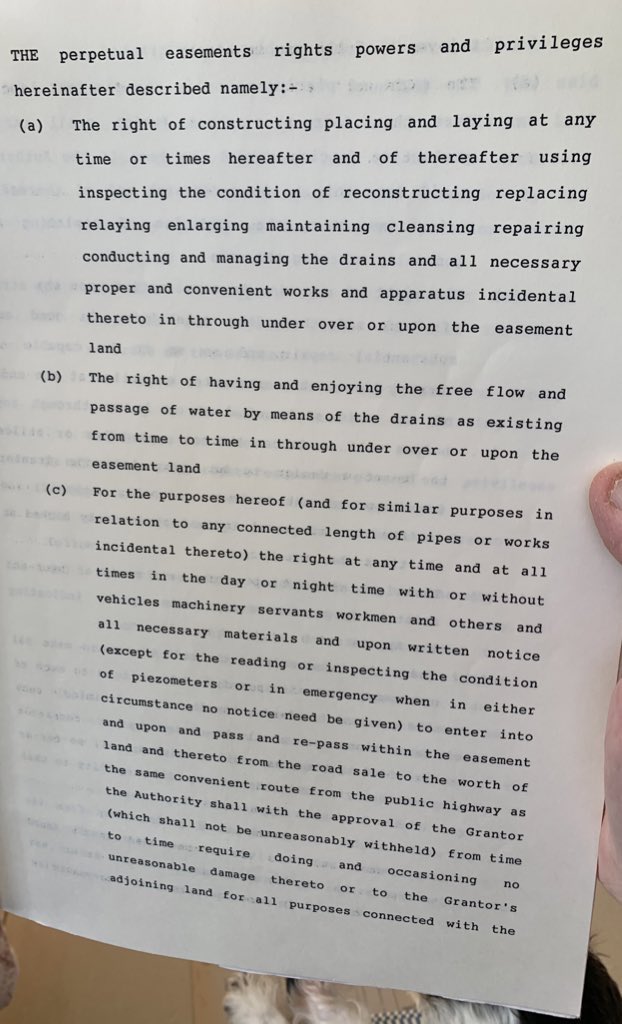 THE perpetual easements rights powers and privileges
hereinafter described namely:-
(a) The right of constructing placing and laying at any
time or times hereafter and of thereafter using
inspecting the condition of reconstructing replacing
relaying enlarging maintaining cleansing repairing
conducting and managing the drains and all necessary
proper and convenient works and apparatus incidental
thereto in through under over or upon the easement
land
(b) The right of having and enjoying the free flow and
passage of water by means of the drains as existing
from time to time in through under over or upon the
easement land
(c) For the purposes hereof (and for similar purposes in
relation to any connected length of pipes or works
incidental thereto) the right at any time and at all
times in the day or night time with or without
vehicles machinery servants workmen and others and
all necessary materials and upon written notice
(except for the reading or inspecting the condition
of piezometers or in emergency when in either
circumstance no notice need be given) to enter into
and upon and pass and re-pass within the easement
land and thereto from the road sale to the worth of
the same convenient route from the public highway as
the Authority shall with the approval of the Grantor
(which shall not be unreasonably withheld) from time
to time require doing and occasioning no
unreasonable damage thereto or to the Grantor's
adjoining land for all purposes connected with the